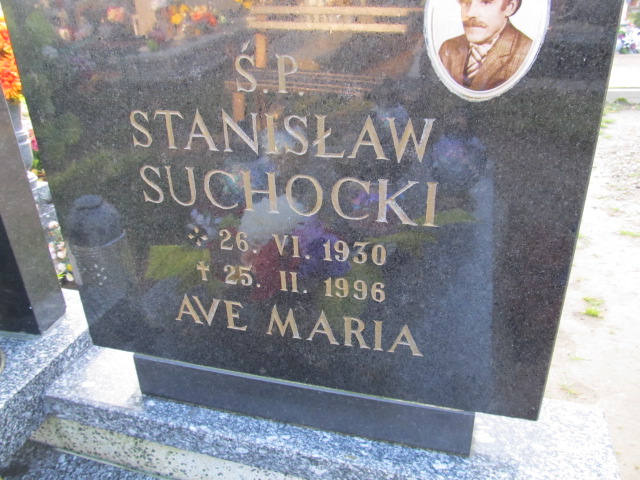 Ś.P.
STANISŁAW
SUCHOCKI
* 26. VI. 1930
† 25. II. 1996
AVE MARIA